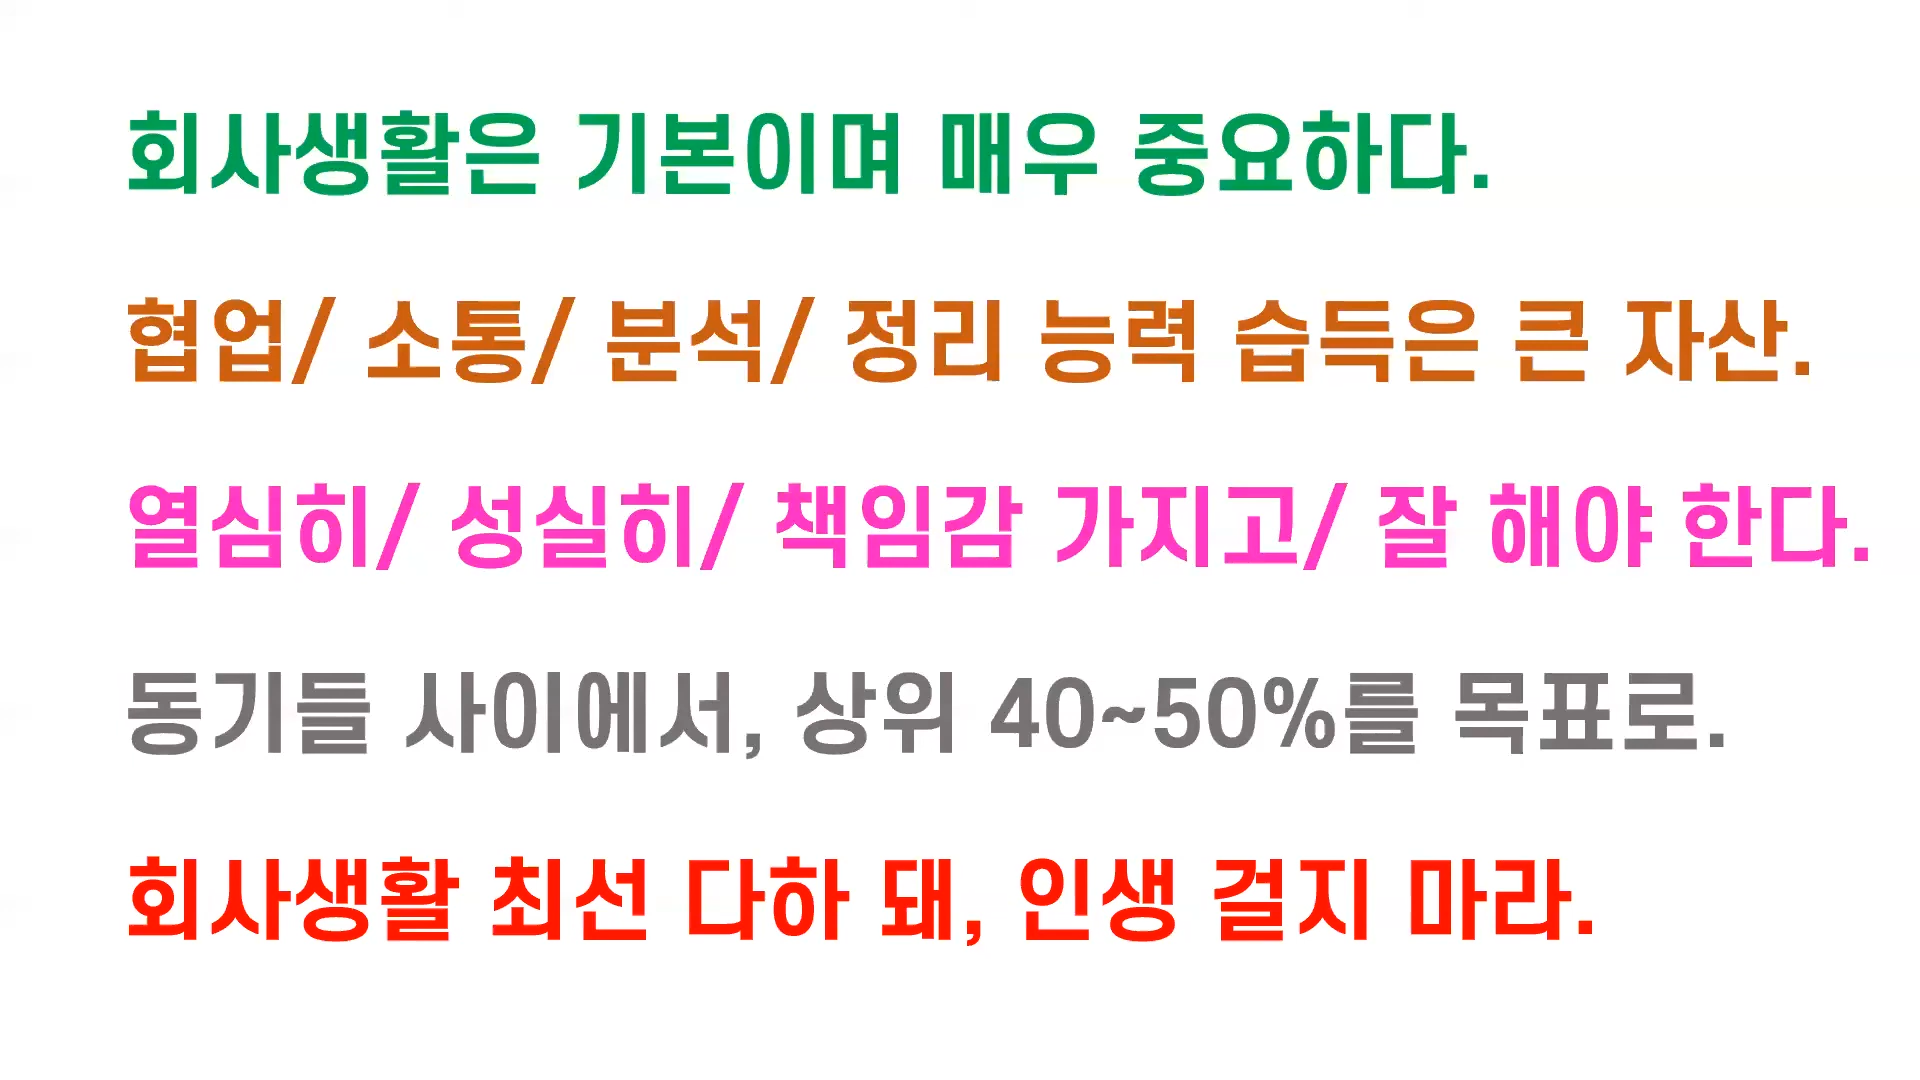 회사생활은 기본이며 매우 중요하다.
협업/ 소통/ 분석/ 정리 능력 습득은 큰 자산.
열심히/ 성실히/ 책임감 가지고/ 잘 해야 한다.
동기들 사이에서, 상위 40~50%를 목표로.
회사생활 최선 다하 돼, 인생 걸지 마라.